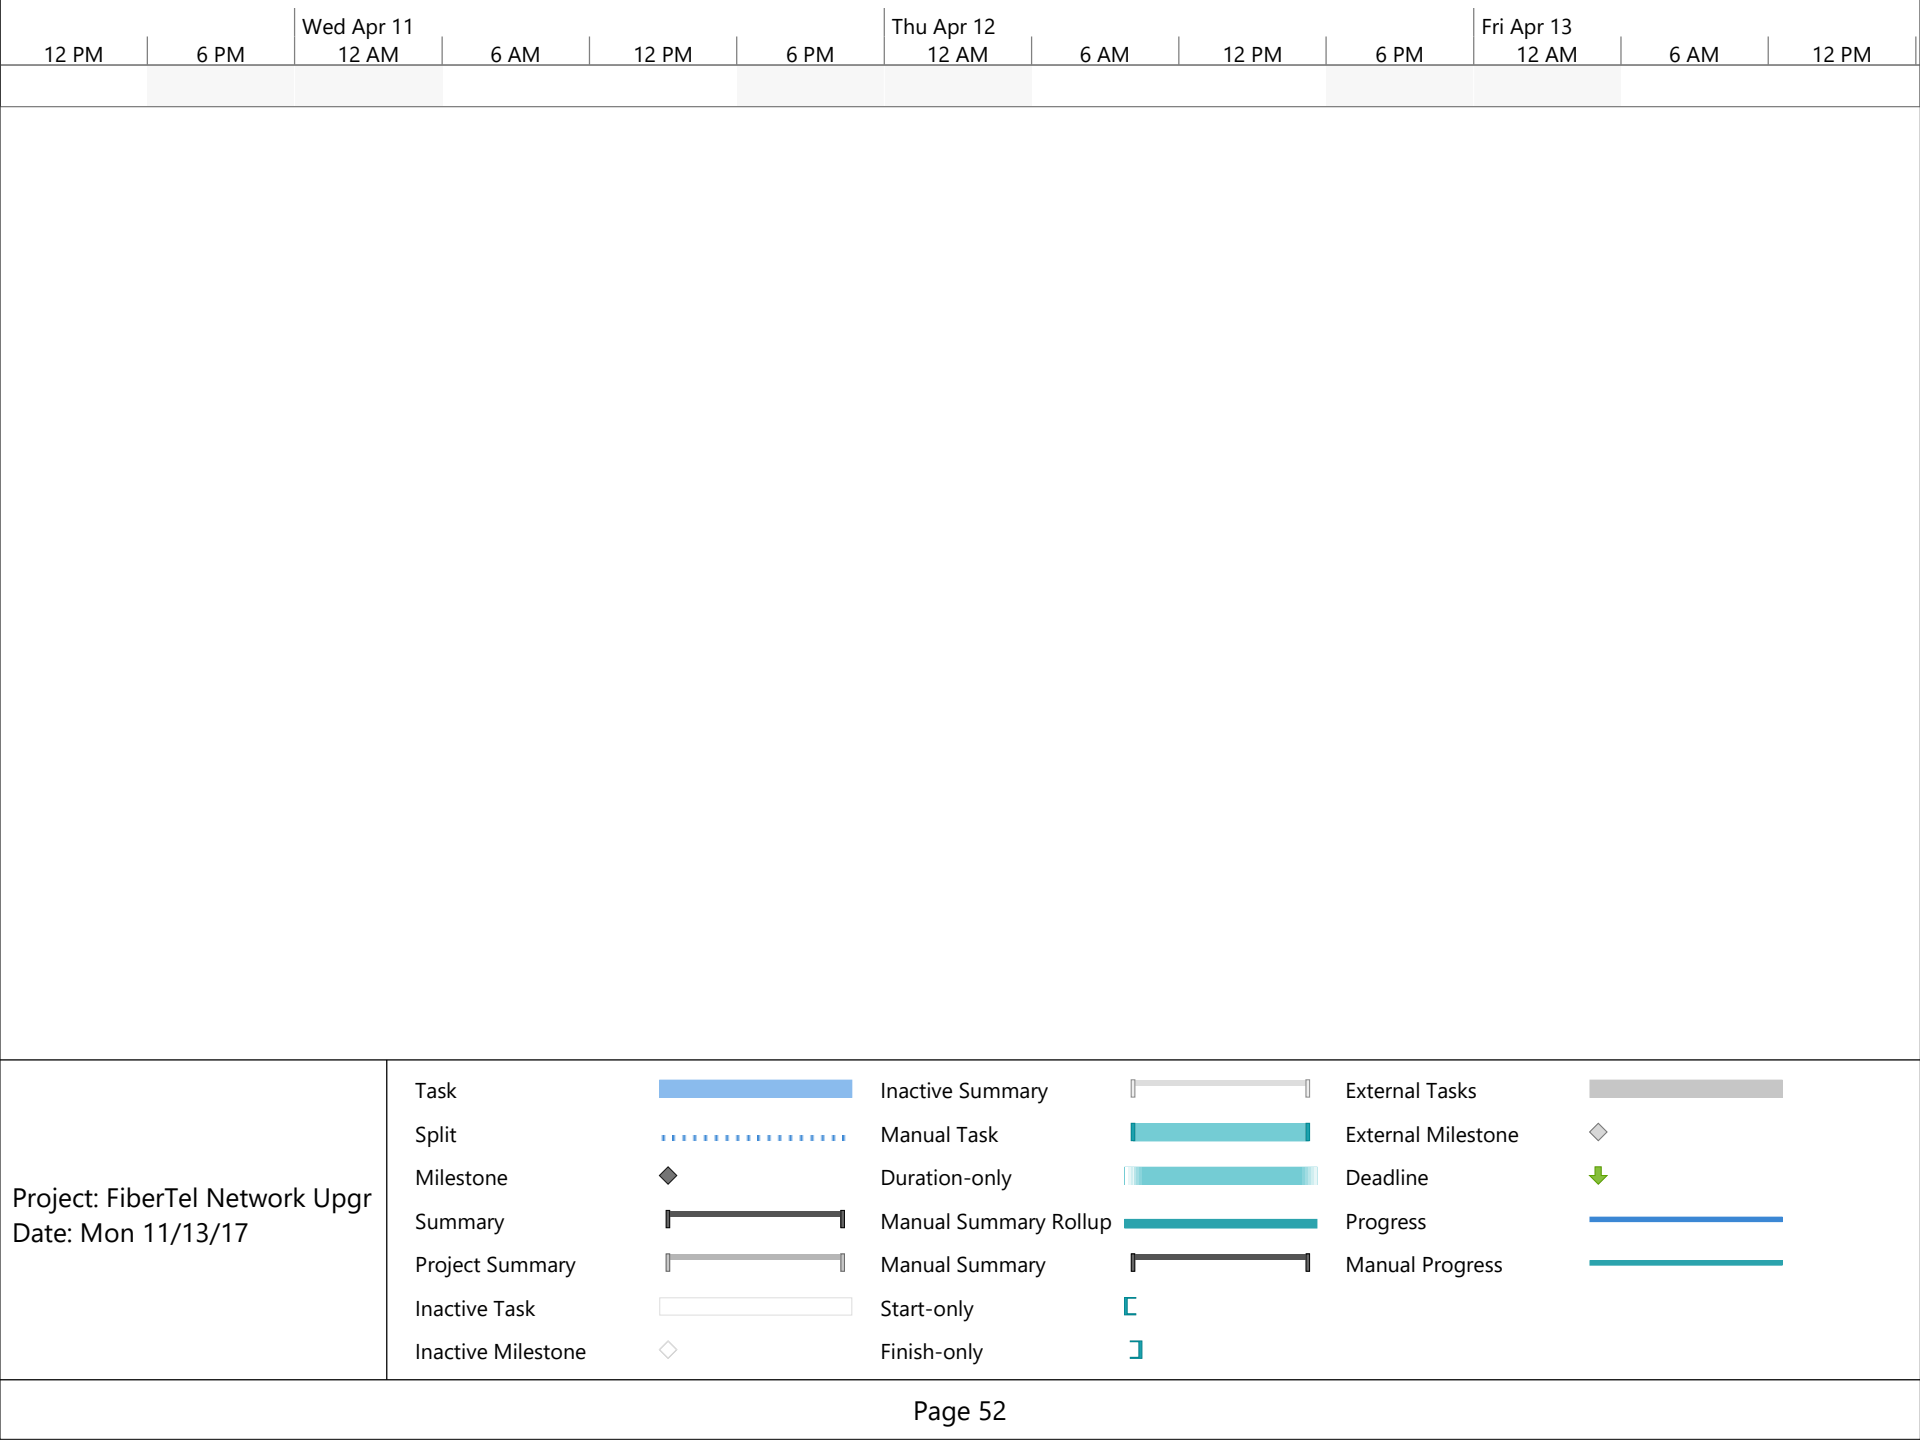 Wed Apr 11 Thu Apr 12 Fri Apr 13
12 PM 6 PM 12 AM 6 AM 12 PM 6 PM 12 AM 6 AM 12 PM 6 PM 12 AM 6 AM 12 PM
Project: FiberTel Network Upgr
Date: Mon 11/13/17
Task
Split
Milestone
Summary
Project Summary
Inactive Task
Inactive Milestone
Inactive Summary
Manual Task
Duration-only
Manual Summary Rollup
Manual Summary
Start-only
Finish-only
External Tasks
External Milestone
Deadline
Progress
Manual Progress
Page 52